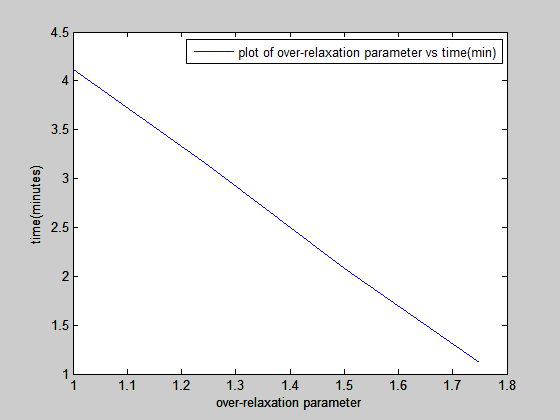 plot of over-relaxation parameter vs time(min)
4.5
4
3.5
3
2.5
2
1.5
1
time(minutes)
1 1.1 1.2 1.3 1.4 1.5 1.6 1.7 1.8
over-relaxation parameter